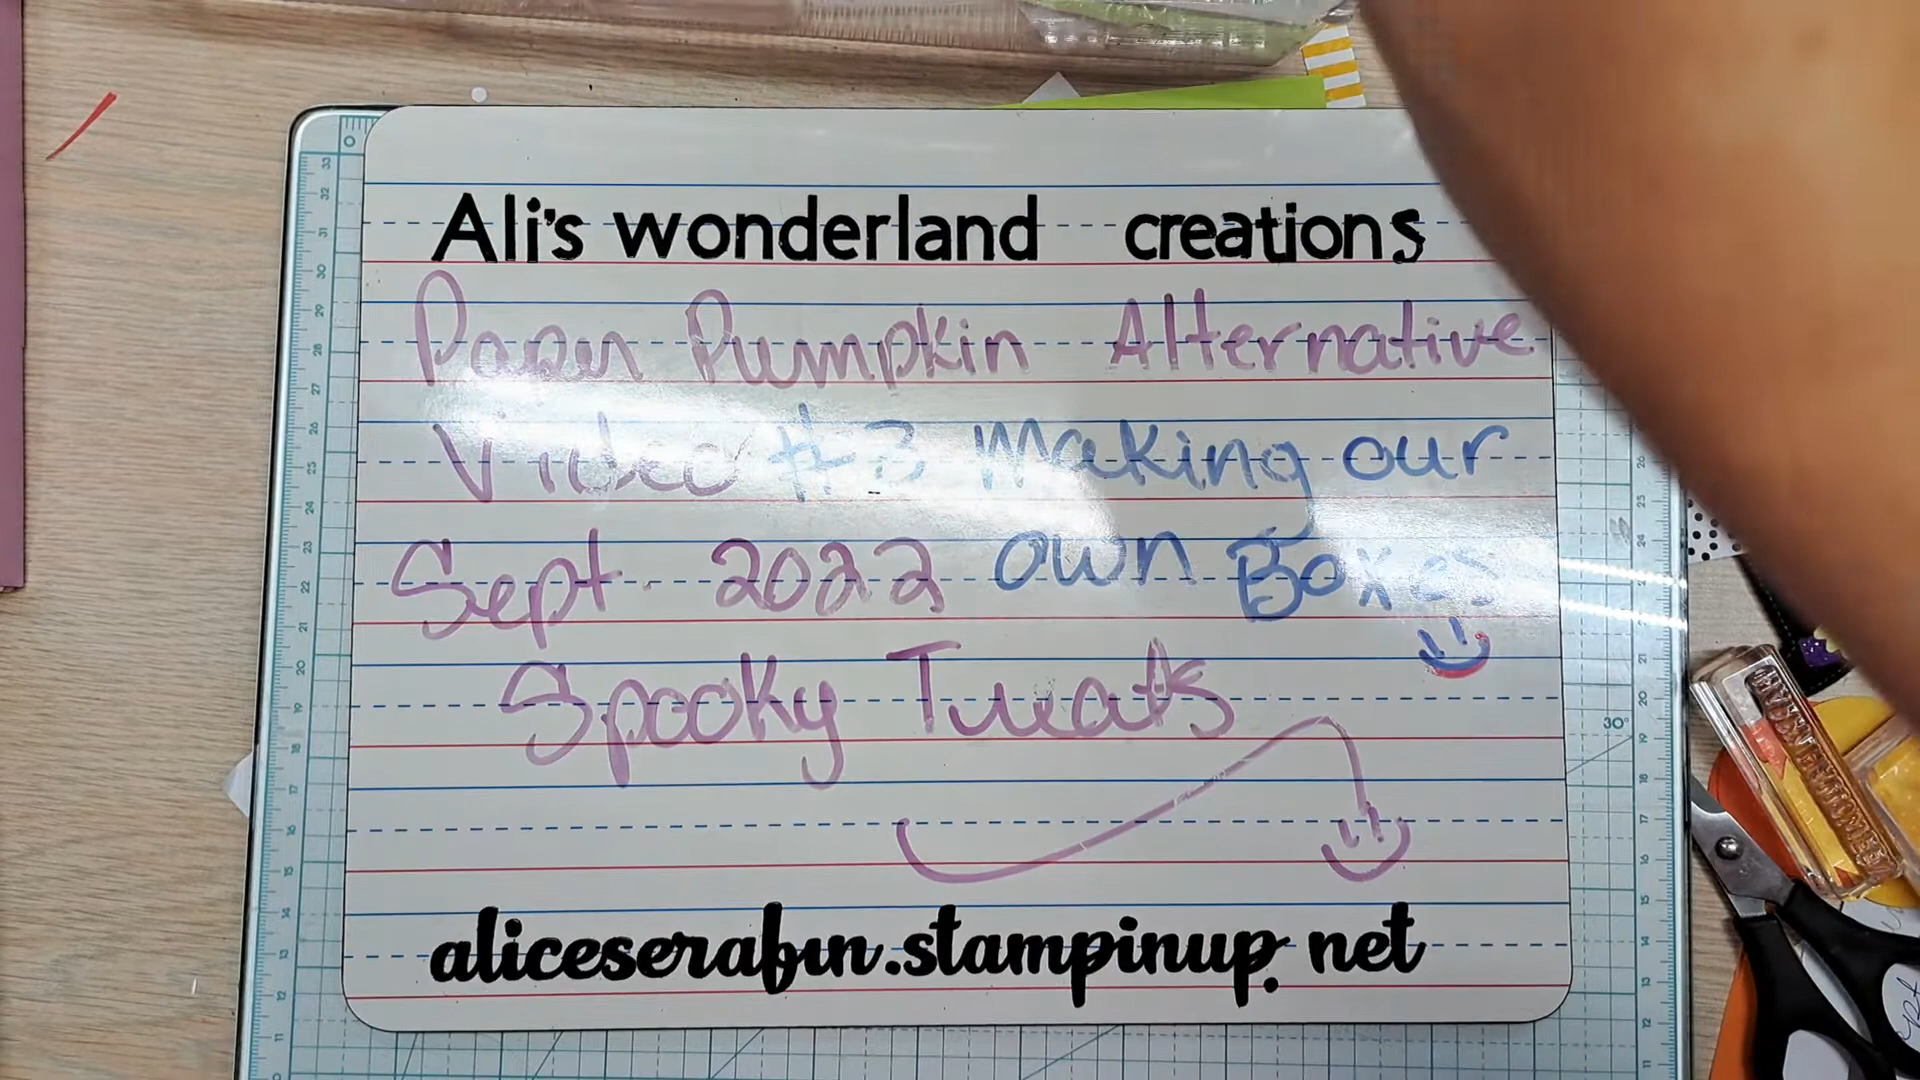 Ali's wonderland creations
Paper Pumpkin Alternative
Video #3 Making our
Sept. 2022 own Boxes
Spooky Treats
aliceserafin.stampinup.net